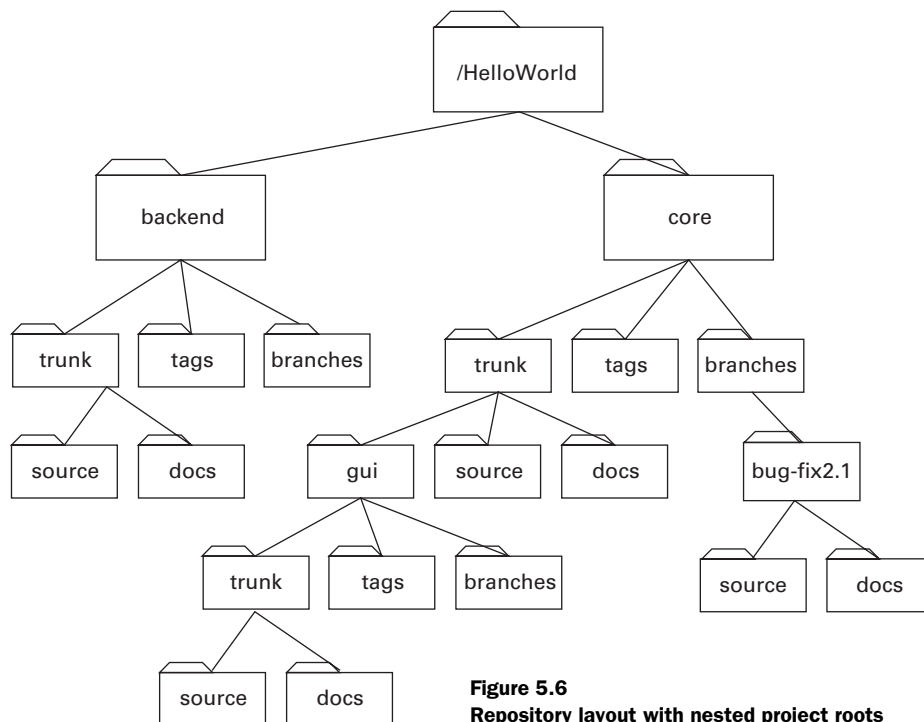 /HelloWorld
backend
core
trunk
tags
branches
trunk
tags
branches
source
docs
gui
source
docs
bug-fix2.1
trunk
tags
branches
source
docs
source
docs
Figure 5.6
Repository layout with nested project roots